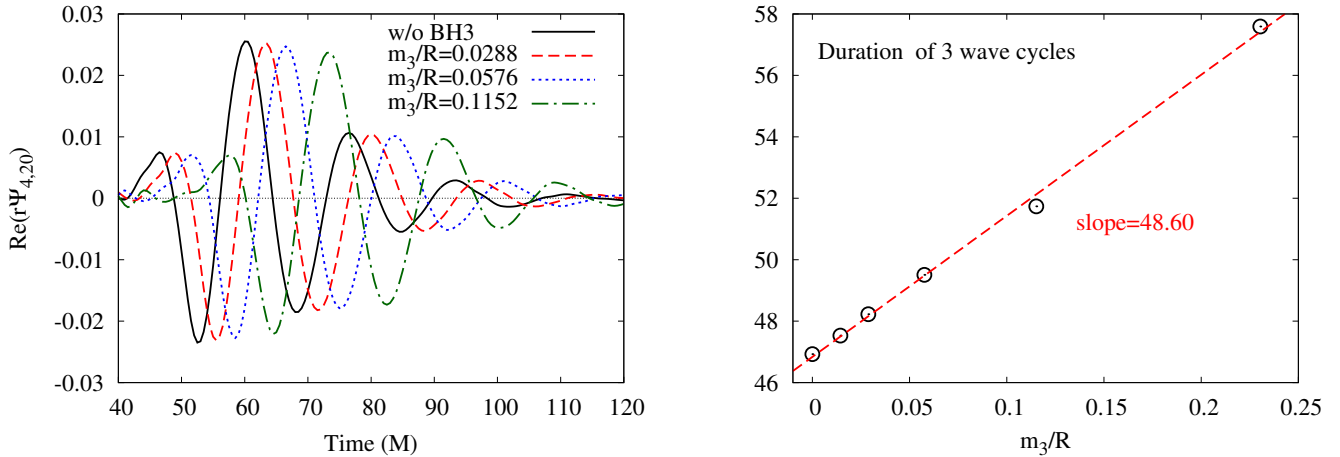 0.03
0.02
0.01
0
-0.01
-0.02
-0.03
Re(rΨ4,20)
w/o BH3
m3/R=0.0288
m3/R=0.0576
m3/R=0.1152
40 50 60 70 80 90 100 110 120
Time (M)
58
56
54
52
50
48
46
Duration of 3 wave cycles
slope=48.60
0 0.05 0.1 0.15 0.2 0.25
m3/R